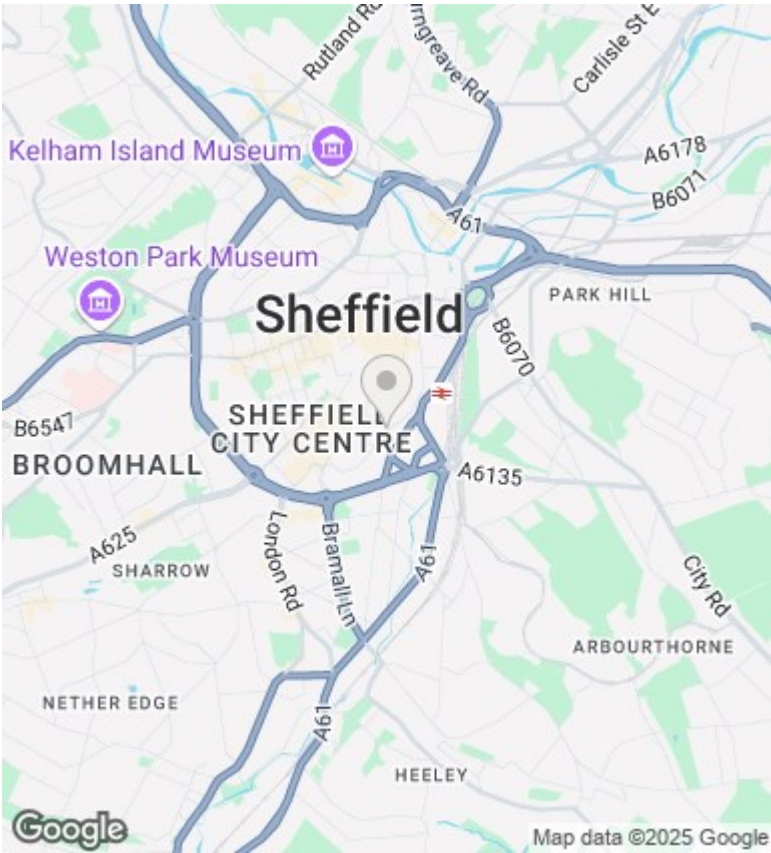 Rutland Rd
Carlisle St E
Kelham Island Museum
A6178
B6071
A61
Weston Park Museum
PARK HILL
Sheffield
B6070
SHEFFIELD
CITY CENTRE
B6547
BROOMHALL
A6135
A625
London Rd
Bramall Ln
A61
City Rd
SHARROW
ARBOURTHORNE
NETHER EDGE
A61
HEELEY
Google
Map data ©2025 Google